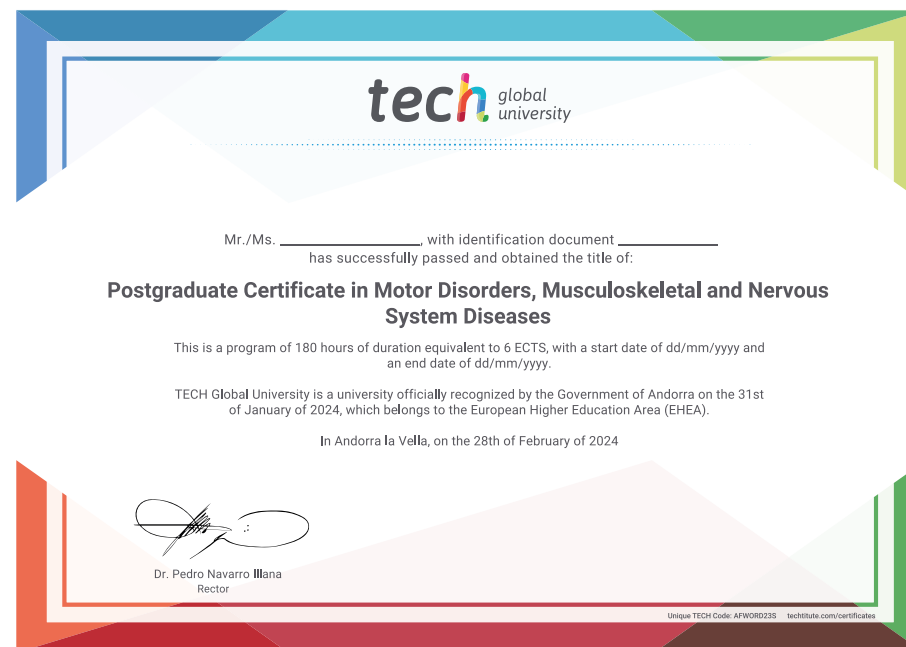 tech global university
Mr./Ms. ____________________, with identification document ______________
has successfully passed and obtained the title of:
Postgraduate Certificate in Motor Disorders, Musculoskeletal and Nervous
System Diseases
This is a program of 180 hours of duration equivalent to 6 ECTS, with a start date of dd/mm/yyyy and
an end date of dd/mm/yyyy.
TECH Global University is a university officially recognized by the Government of Andorra on the 31st
of January of 2024, which belongs to the European Higher Education Area (EHEA).
In Andorra la Vella, on the 28th of February of 2024
Dr. Pedro Navarro Illana
Rector
Unique TECH Code: AFWORD23S techtitute.com/certificates